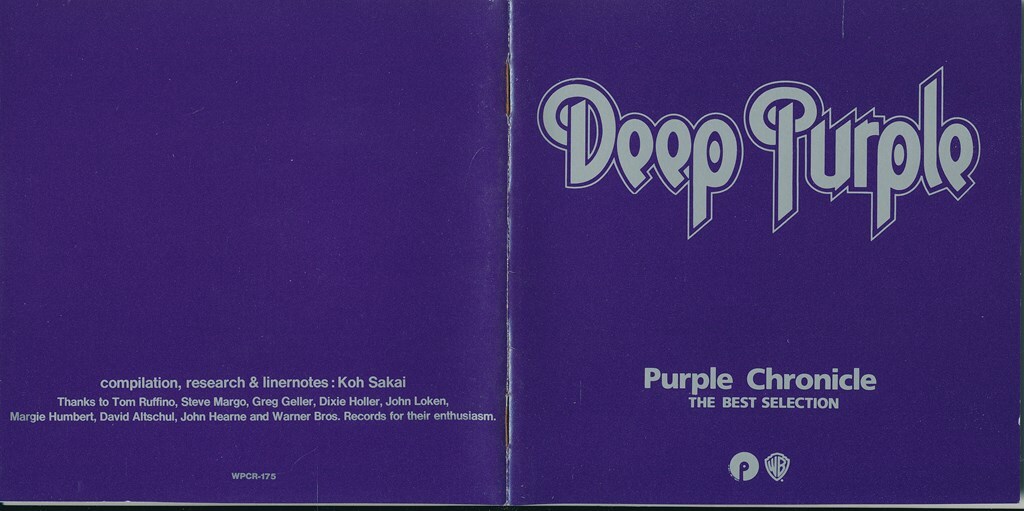 compilation, research & linernotes : Koh Sakai
Thanks to Tom Ruffino, Steve Margo, Greg Geller, Dixie Holler, John Loken,
Margie Humbert, David Altschul, John Hearne and Warner Bros. Records for their enthusiasm.
WPCR-175
Deep Purple
Purple Chronicle
THE BEST SELECTION
P WB